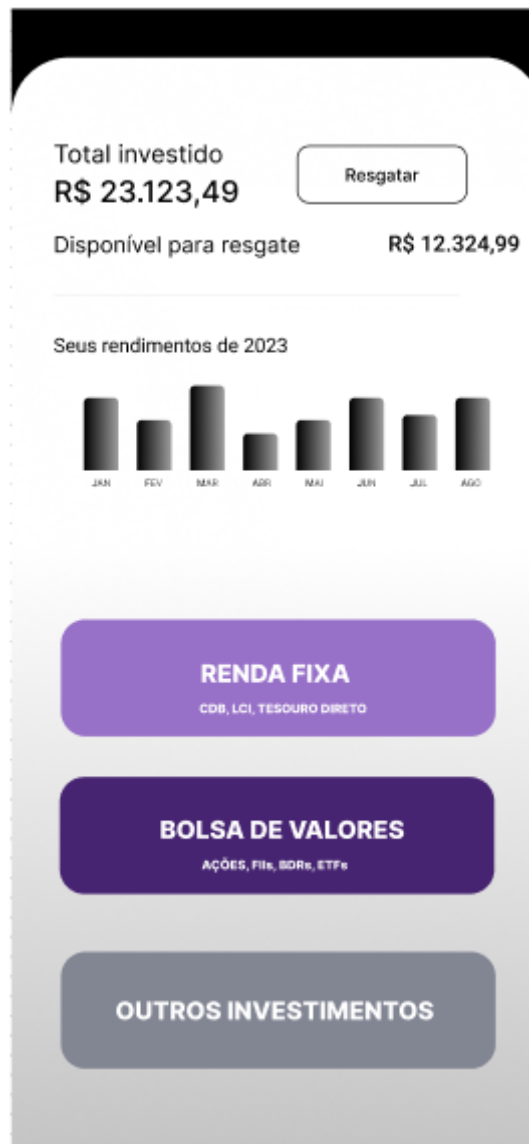 Total investido
R$ 23.123,49
Resgatar
Disponível para resgate R$ 12.324,99
Seus rendimentos de 2023
JAN FEV MAR ABR MAI JUN JUL AGO
RENDA FIXA
CDB, LCI, TESOURO DIRETO
BOLSA DE VALORES
AÇÕES, FIIs, BDRs, ETFs
OUTROS INVESTIMENTOS